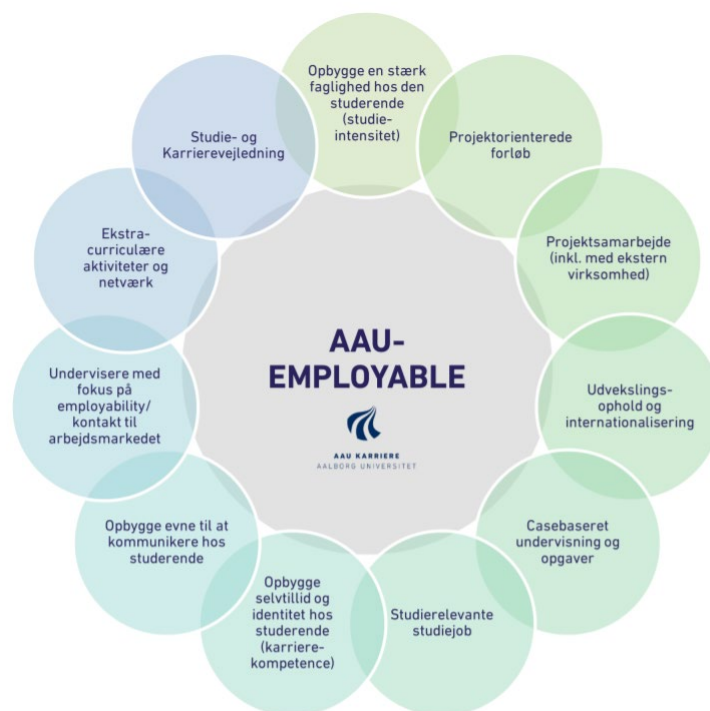 Opbygge en stærk
faglighed hos den
studerende
(studie-
intensitet)
Projektorienterede
forløb
Projektsamarbejde
(inkl. med ekstern
virksomhed)
Udvekslings-
ophold og
internationalisering
Casebaseret
undervisning og
opgaver
Studierelevante
studiejob
Opbygge
selvtillid og
identitet hos
studerende
(karriere-
kompetence)
Opbygge evne til at
kommunikere hos
studerende
Undervisere med
fokus på
employability/
kontakt til
arbejdsmarkedet
Ekstra-
curriculære
aktiviteter og
netværk
Studie- og
Karrierevejledning
AAU-
EMPLOYABLE
AAU KARRIERE
AALBORG UNIVERSITET